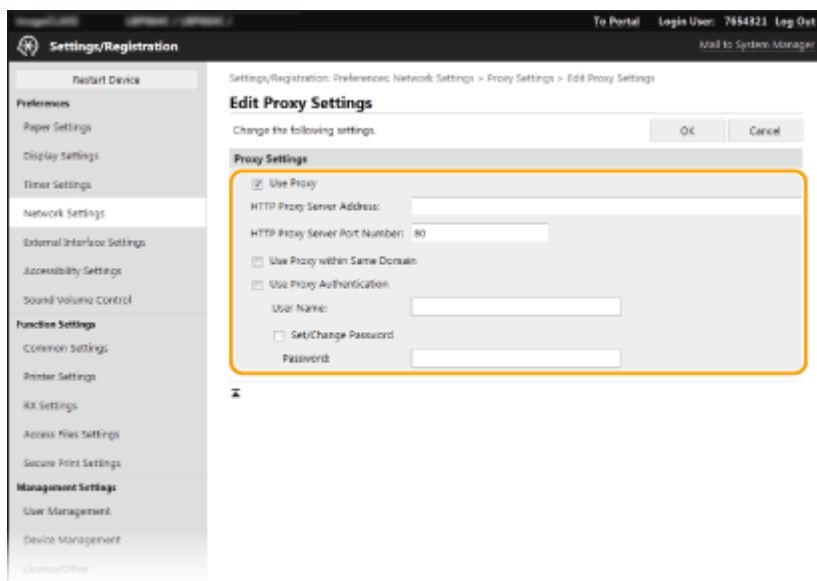 To Portal Login User: 7654321 Log Out
Settings/Registration
Mail to System Manager
Restart Device
Preferences
Paper Settings
Display Settings
Timer Settings
Network Settings
External Interface Settings
Accessibility Settings
Sound Volume Control
Function Settings
Common Settings
Printer Settings
RX Settings
Access Files Settings
Secure Print Settings
Management Settings
User Management
Device Management
License/Other
Settings/Registration: Preferences: Network Settings > Proxy Settings > Edit Proxy Settings
Edit Proxy Settings
Change the following settings.
OK Cancel
Proxy Settings
Use Proxy
HTTP Proxy Server Address:
HTTP Proxy Server Port Number: 80
Use Proxy within Same Domain
Use Proxy Authentication
User Name:
Set/Change Password
Password: